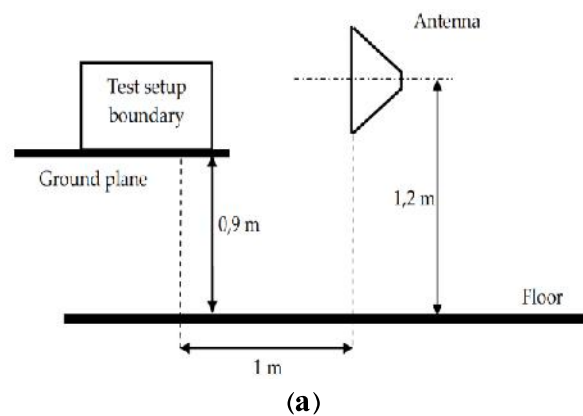 Antenna
Test setup
boundary
Ground plane
0,9 m
1,2 m
Floor
1 m
(a)